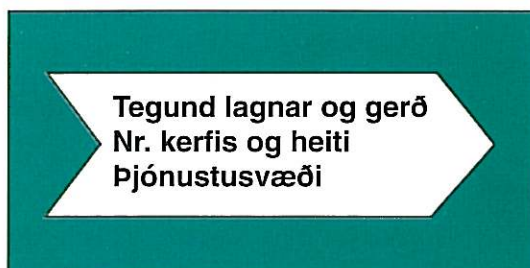 Tegund lagnar og gerð
Nr. kerfis og heiti
Þjónustusvæði